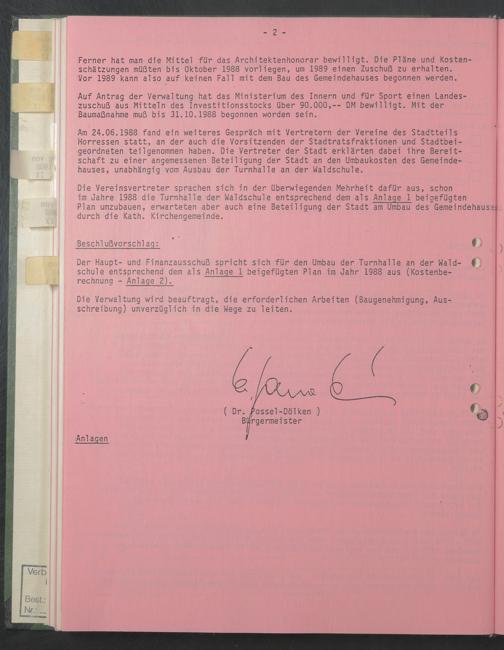 - 2 -
Ferner hat man die Mittel für das Architektenhonorar bewilligt. Die Pläne und Kosten-
schätzungen müßten bis Oktober 1988 vorliegen, um 1989 einen Zuschuß zu erhalten.
Vor 1989 kann also auf keinen Fall mit dem Bau des Gemeindehauses begonnen werden.
Auf Antrag der Verwaltung hat das Ministerium des Innern und für Sport einen Landes-
zuschuß aus Mitteln des Investitionsstocks über 90.000,-- DM bewilligt. Mit der
Baumaßnahme muß bis 31.10.1988 begonnen worden sein.
Am 24.06.1988 fand ein weiteres Gespräch mit Vertretern der Vereine des Stadtteils
Horressen statt, an der auch die Vorsitzenden der Stadtratsfraktionen und Stadtbei-
geordneten teilgenommen haben. Die Vertreter der Stadt erklärten dabei ihre Bereit-
schaft zu einer angemessenen Beteiligung der Stadt an den Umbaukosten des Gemeinde-
hauses, unabhängig vom Ausbau der Turnhalle an der Waldschule.
Die Vereinsvertreter sprachen sich in der überwiegenden Mehrheit dafür aus, schon
im Jahre 1988 die Turnhalle der Waldschule entsprechend dem als Anlage 1 beigefügten
Plan umzubauen, erwarteten aber auch eine Beteiligung der Stadt am Umbau des Gemeindehauses
durch die Kath. Kirchengemeinde.
Beschlußvorschlag:
Der Haupt- und Finanzausschuß spricht sich für den Umbau der Turnhalle an der Wald-
schule entsprechend dem als Anlage 1 beigefügten Plan im Jahr 1988 aus (Kostenbe-
rechnung - Anlage 2).
Die Verwaltung wird beauftragt, die erforderlichen Arbeiten (Baugenehmigung, Aus-
schreibung) unverzüglich in die Wege zu leiten.
( Dr. Possel-Dölken )
Bürgermeister
Anlagen
Verb
Best.:
Nr.: